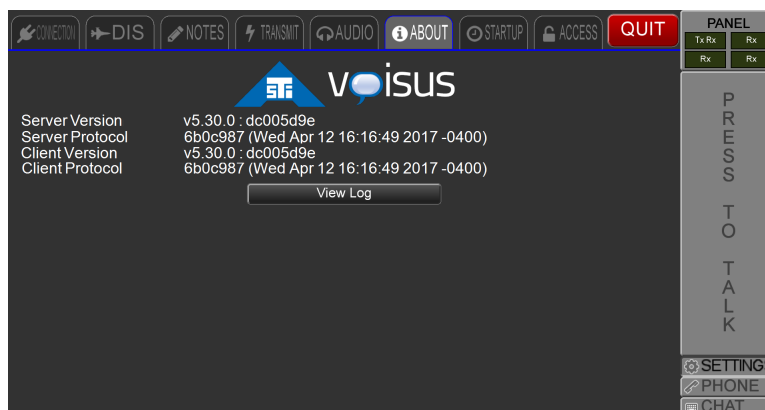 CONNECTION DIS NOTES TRANSMIT AUDIO ABOUT STARTUP ACCESS QUIT
PANEL
Tx Rx Rx
Rx Rx
STI voisus
Server Version v5.30.0 : dc005d9e
Server Protocol 6b0c987 (Wed Apr 12 16:16:49 2017 -0400)
Client Version v5.30.0 : dc005d9e
Client Protocol 6b0c987 (Wed Apr 12 16:16:49 2017 -0400)
View Log
PRESS TO TALK
SETTING
PHONE
CHAT